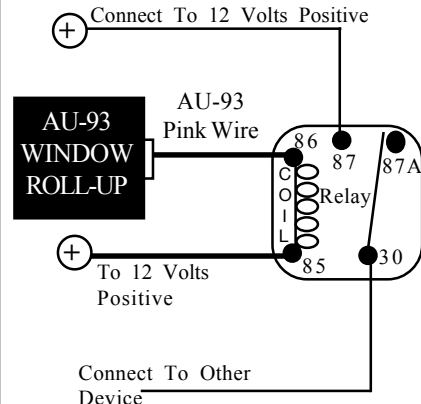 Connect To 12 Volts Positive
+
AU-93
Pink Wire
AU-93
WINDOW
ROLL-UP
86
87
87A
COIL
Relay
+
To 12 Volts
Positive
85
30
Connect To Other
Device